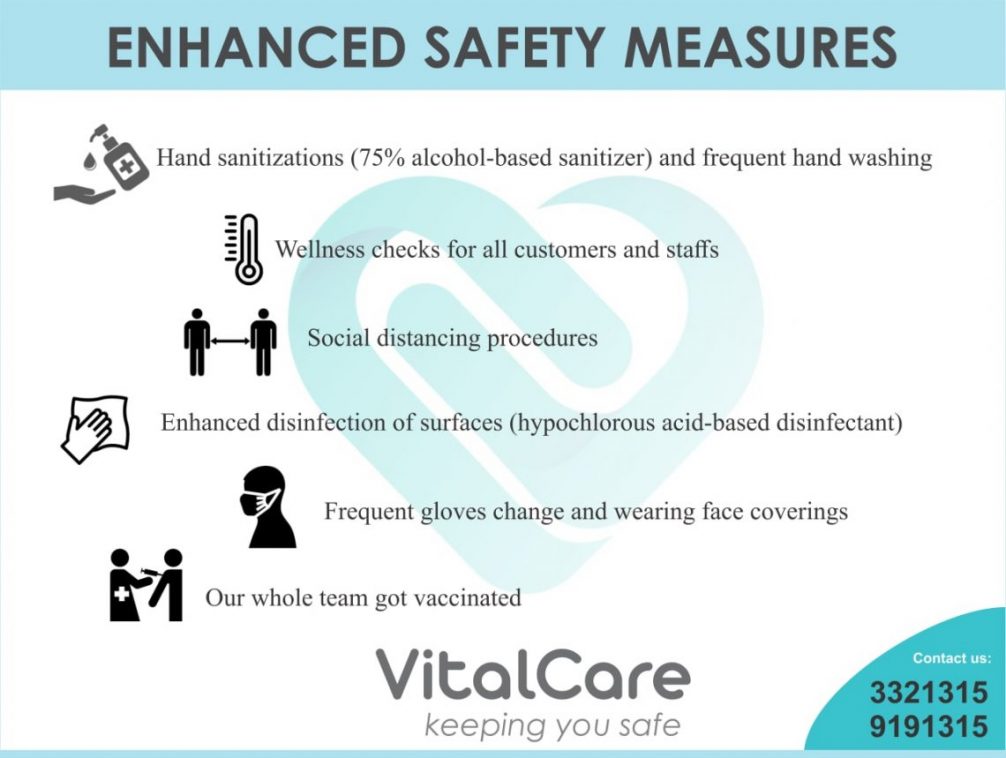 ENHANCED SAFETY MEASURES
Hand sanitizations (75% alcohol-based sanitizer) and frequent hand washing
Wellness checks for all customers and staffs
Social distancing procedures
Enhanced disinfection of surfaces (hypochlorous acid-based disinfectant)
Frequent gloves change and wearing face coverings
Our whole team got vaccinated
VitalCare
keeping you safe
Contact us:
3321315
9191315